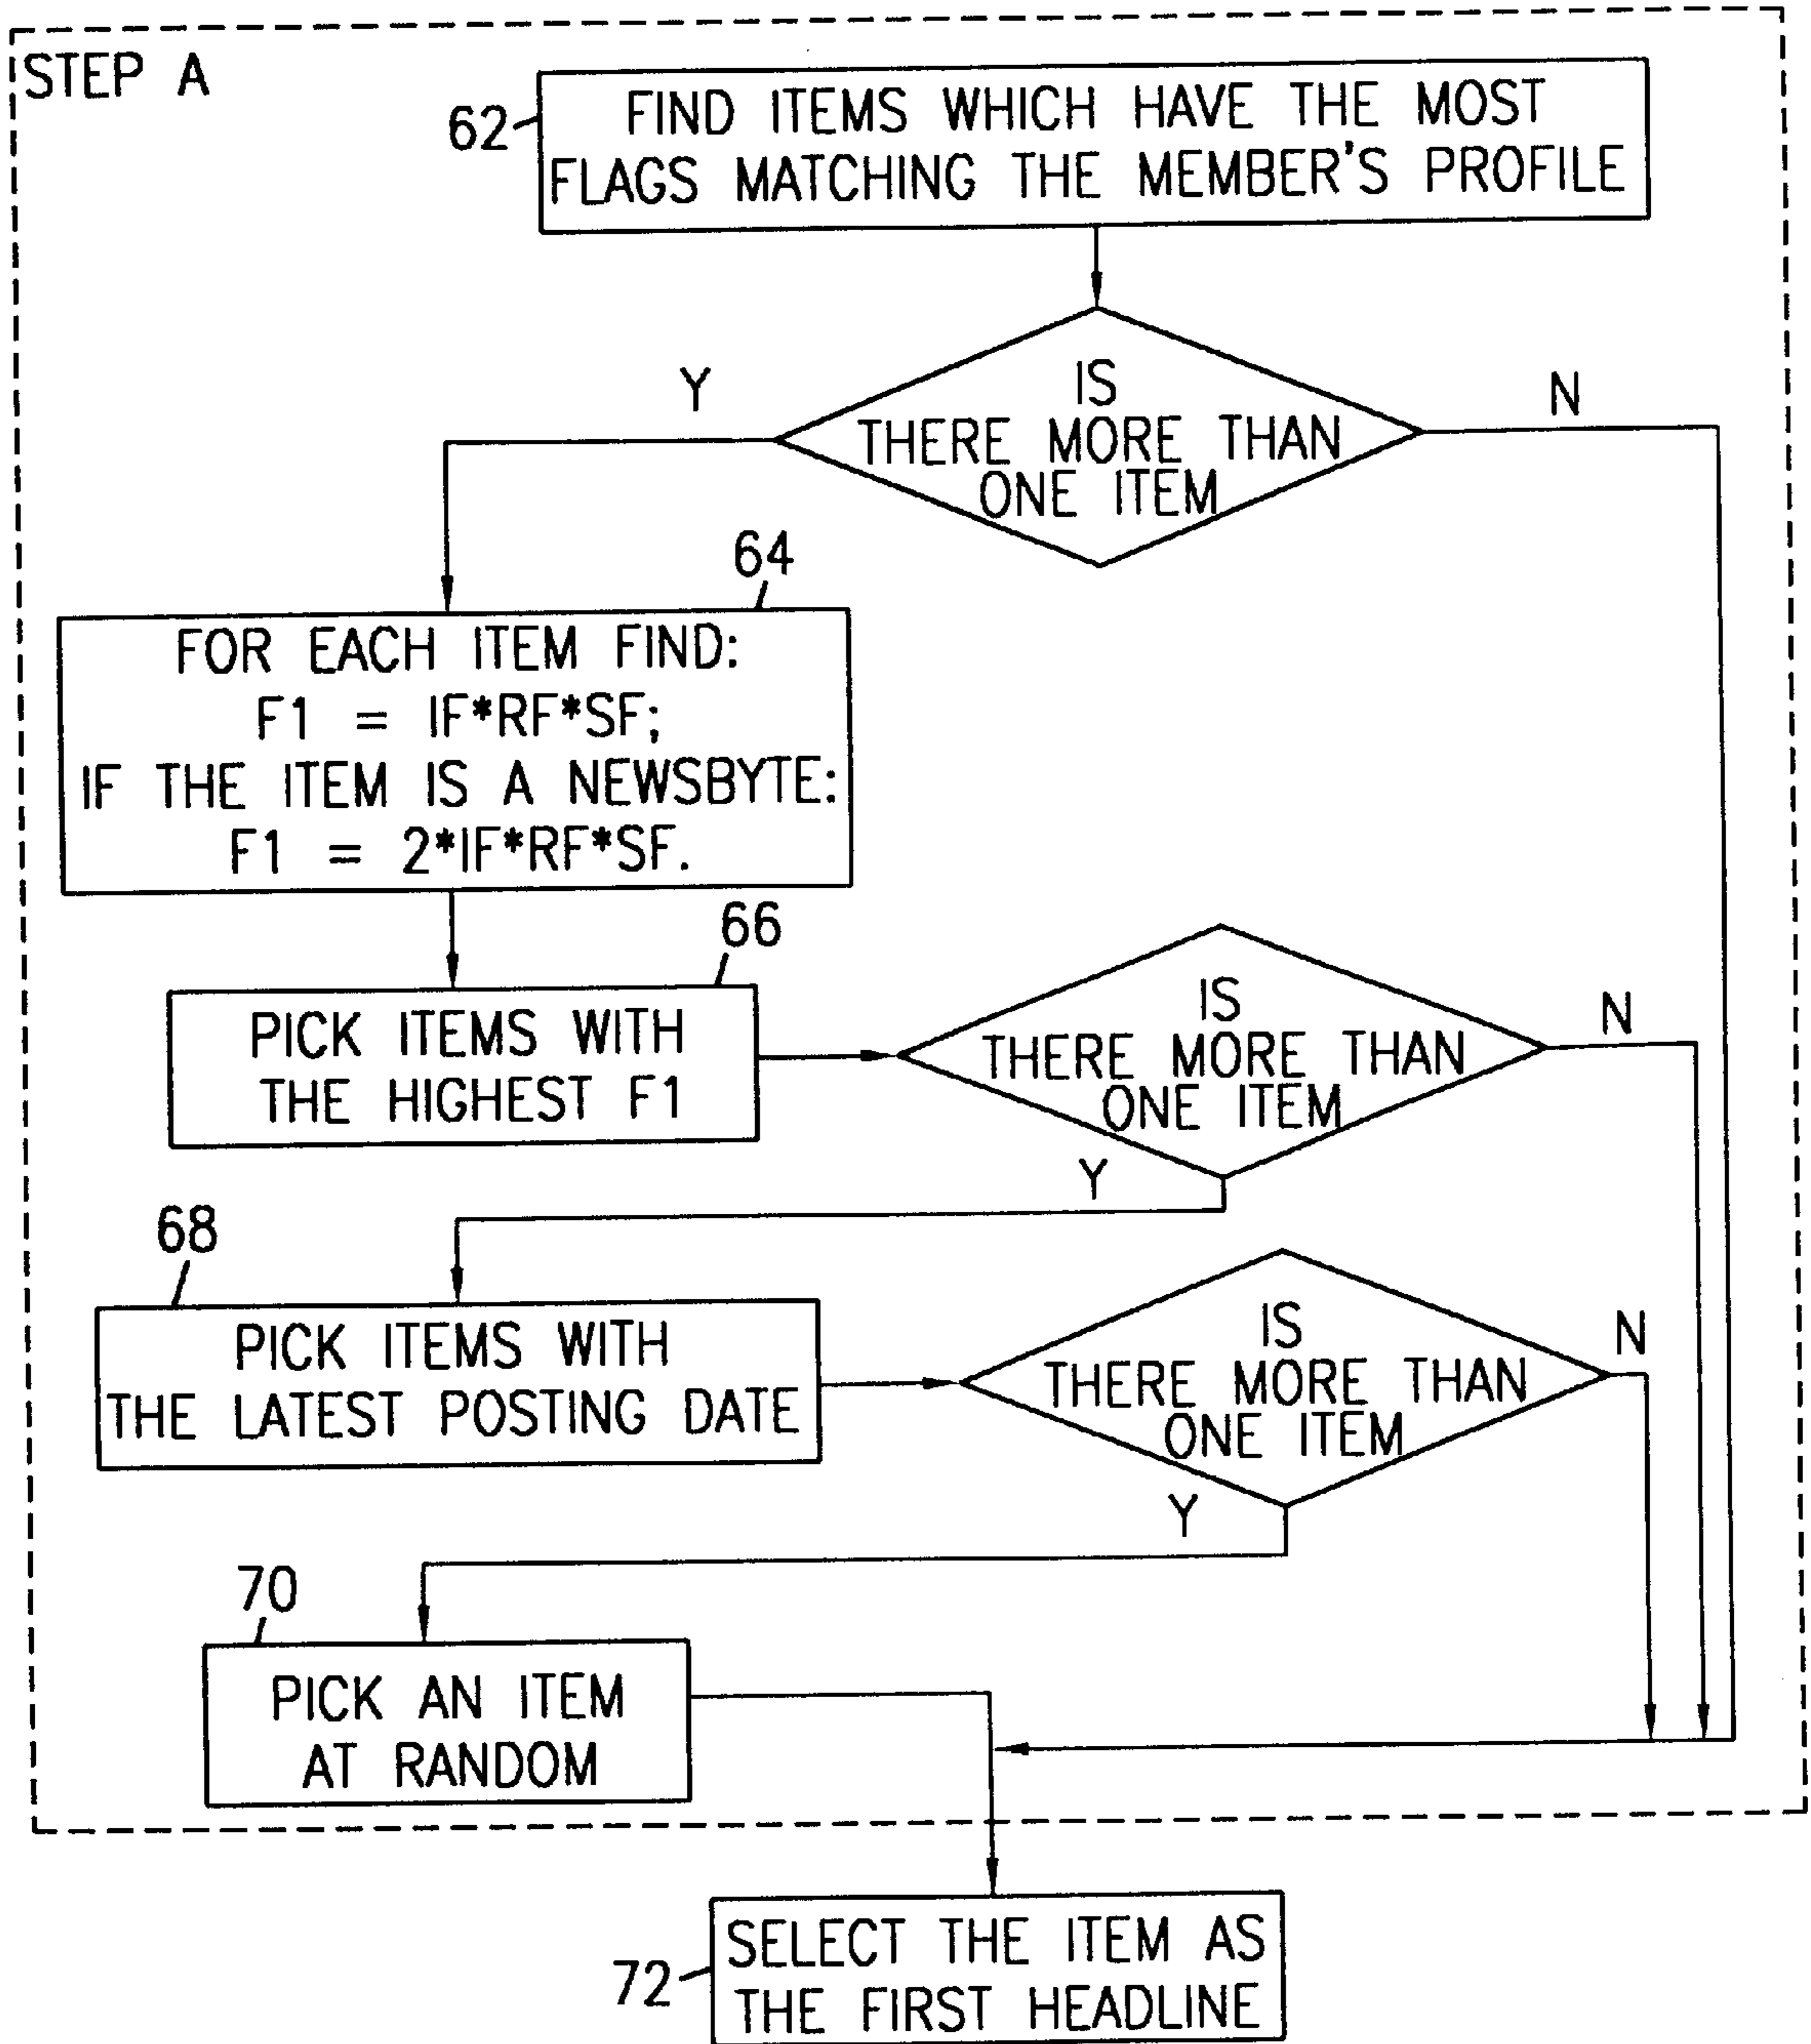 STEP A
62
FIND ITEMS WHICH HAVE THE MOST
FLAGS MATCHING THE MEMBER'S PROFILE
IS
THERE MORE THAN
ONE ITEM
Y
N
64
FOR EACH ITEM FIND:
F1 = IF*RF*SF;
IF THE ITEM IS A NEWSBYTE:
F1 = 2*IF*RF*SF.
66
PICK ITEMS WITH
THE HIGHEST F1
IS
THERE MORE THAN
ONE ITEM
N
Y
68
PICK ITEMS WITH
THE LATEST POSTING DATE
IS
THERE MORE THAN
ONE ITEM
N
Y
70
PICK AN ITEM
AT RANDOM
72
SELECT THE ITEM AS
THE FIRST HEADLINE